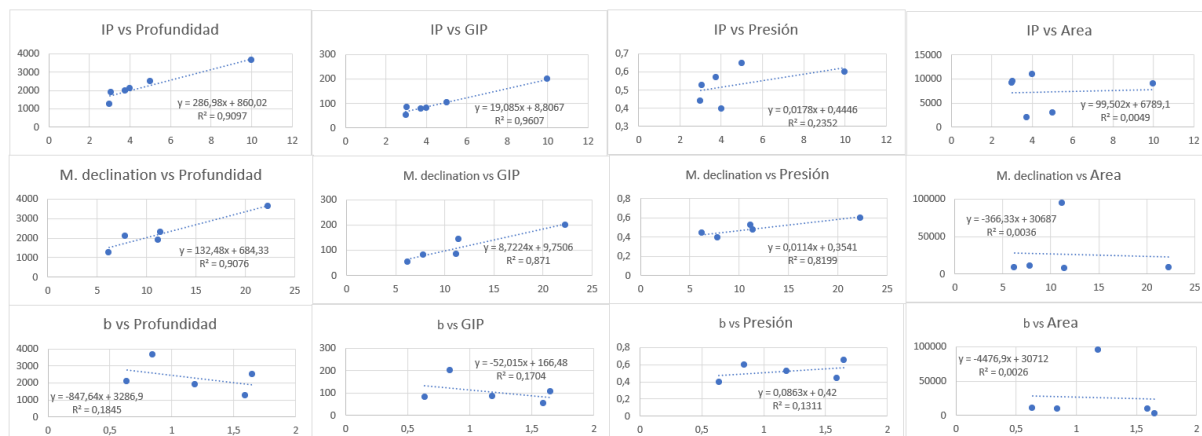 IP vs Profundidad
4000
3000
2000
1000
0
0 2 4 6 8 10 12
y = 286,98x + 860,02
R² = 0,9097
IP vs GIP
300
200
100
0
0 2 4 6 8 10 12
y = 19,085x + 8,8067
R² = 0,9607
IP vs Presión
0,7
0,6
0,5
0,4
0,3
0 2 4 6 8 10 12
y = 0,0178x + 0,4446
R² = 0,2352
IP vs Area
15000
10000
5000
0
0 2 4 6 8 10 12
y = 99,502x + 6789,1
R² = 0,0049
M. declination vs Profundidad
4000
3000
2000
1000
0
0 5 10 15 20 25
y = 132,48x + 684,33
R² = 0,9076
M. declination vs GIP
300
200
100
0
0 5 10 15 20 25
y = 8,7224x + 9,7506
R² = 0,871
M. declination vs Presión
0,8
0,6
0,4
0,2
0
0 5 10 15 20 25
y = 0,0114x + 0,3541
R² = 0,8199
M. declination vs Area
100000
50000
0
0 5 10 15 20 25
y = -366,33x + 30687
R² = 0,0036
b vs Profundidad
4000
3000
2000
1000
0
0 0,5 1 1,5 2
y = -847,64x + 3286,9
R² = 0,1845
b vs GIP
300
200
100
0
0 0,5 1 1,5 2
y = -52,015x + 166,48
R² = 0,1704
b vs Presión
0,8
0,6
0,4
0,2
0
0 0,5 1 1,5 2
y = 0,0863x + 0,42
R² = 0,1311
b vs Area
100000
50000
0
0 0,5 1 1,5 2
y = -4476,9x + 30712
R² = 0,0026